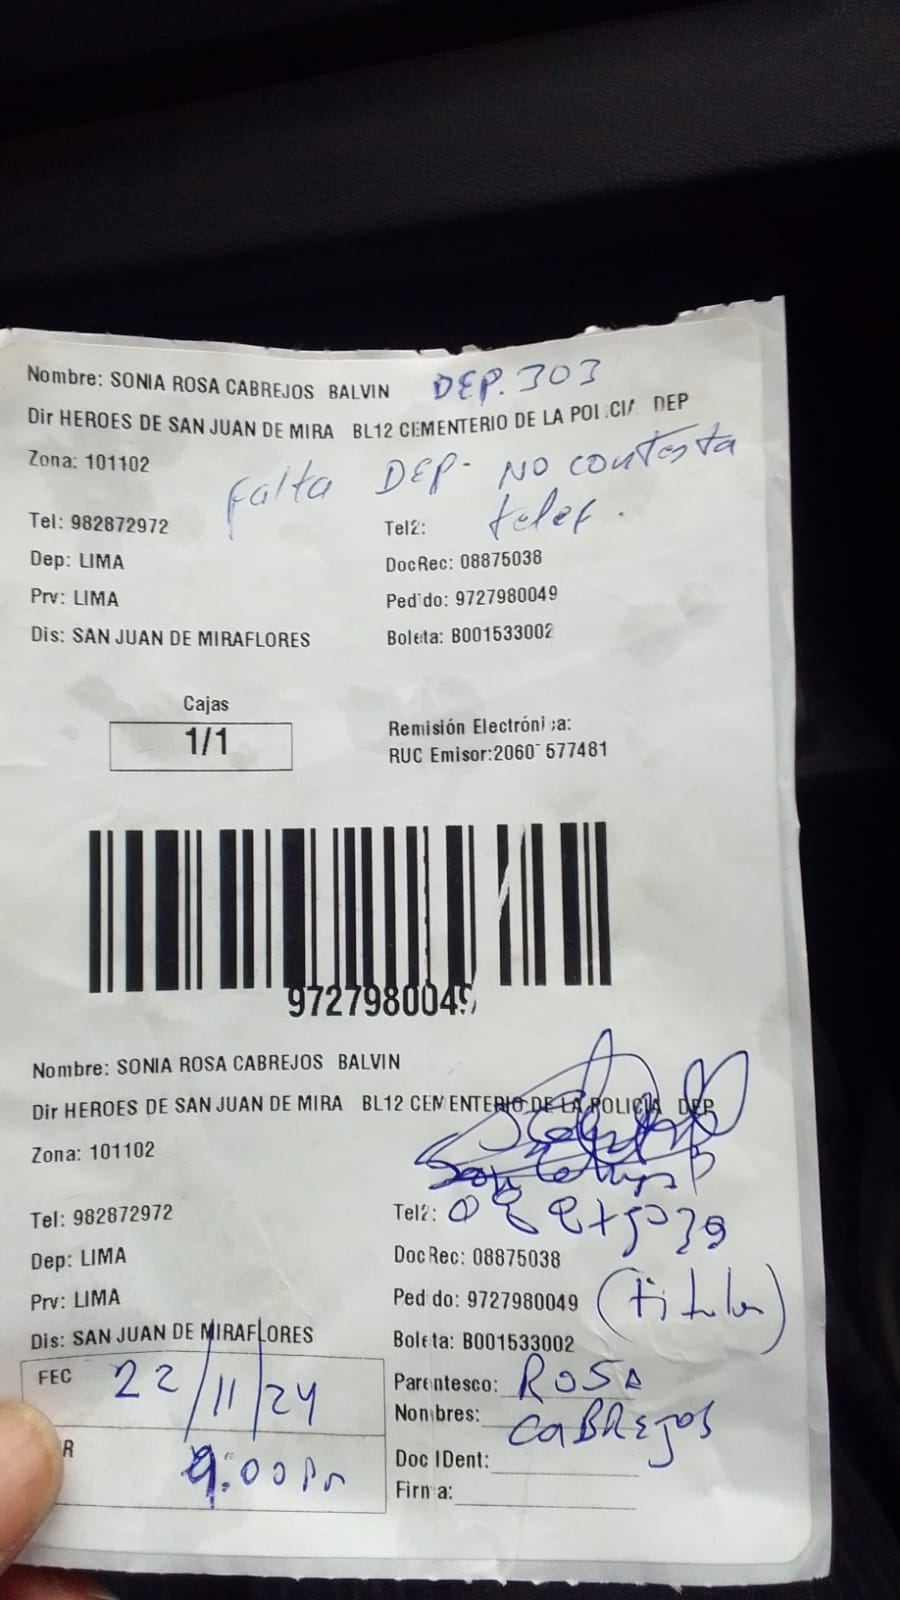 Nombre: SONIA ROSA CABREJOS BALVIN DEP. 303
Dir HEROES DE SAN JUAN DE MIRA BL12 CEMENTERIO DE LA POLICIA DEP
Zona: 101102
falta DEP- NO contesta
telef.
Tel: 982872972 Tel2:
Dep: LIMA DocRec: 08875038
Prv: LIMA Pedido: 9727980049
Dis: SAN JUAN DE MIRAFLORES Boleta: B001533002
Cajas
1/1
Remisión Electrónica:
RUC Emisor:2060 577481
9727980049
Nombre: SONIA ROSA CABREJOS BALVIN
Dir HEROES DE SAN JUAN DE MIRA BL12 CEMENTERIO DE LA POLICIA DEP
Zona: 101102
Tel: 982872972 Tel2:
Dep: LIMA DocRec: 08875038
Prv: LIMA Pedido: 9727980049 (titular)
Dis: SAN JUAN DE MIRAFLORES Boleta: B001533002
FEC 22/11/24 Parentesco: ROSA
Nombres: CABREJOS
R 9:00 Pm Doc IDent:
Firma: